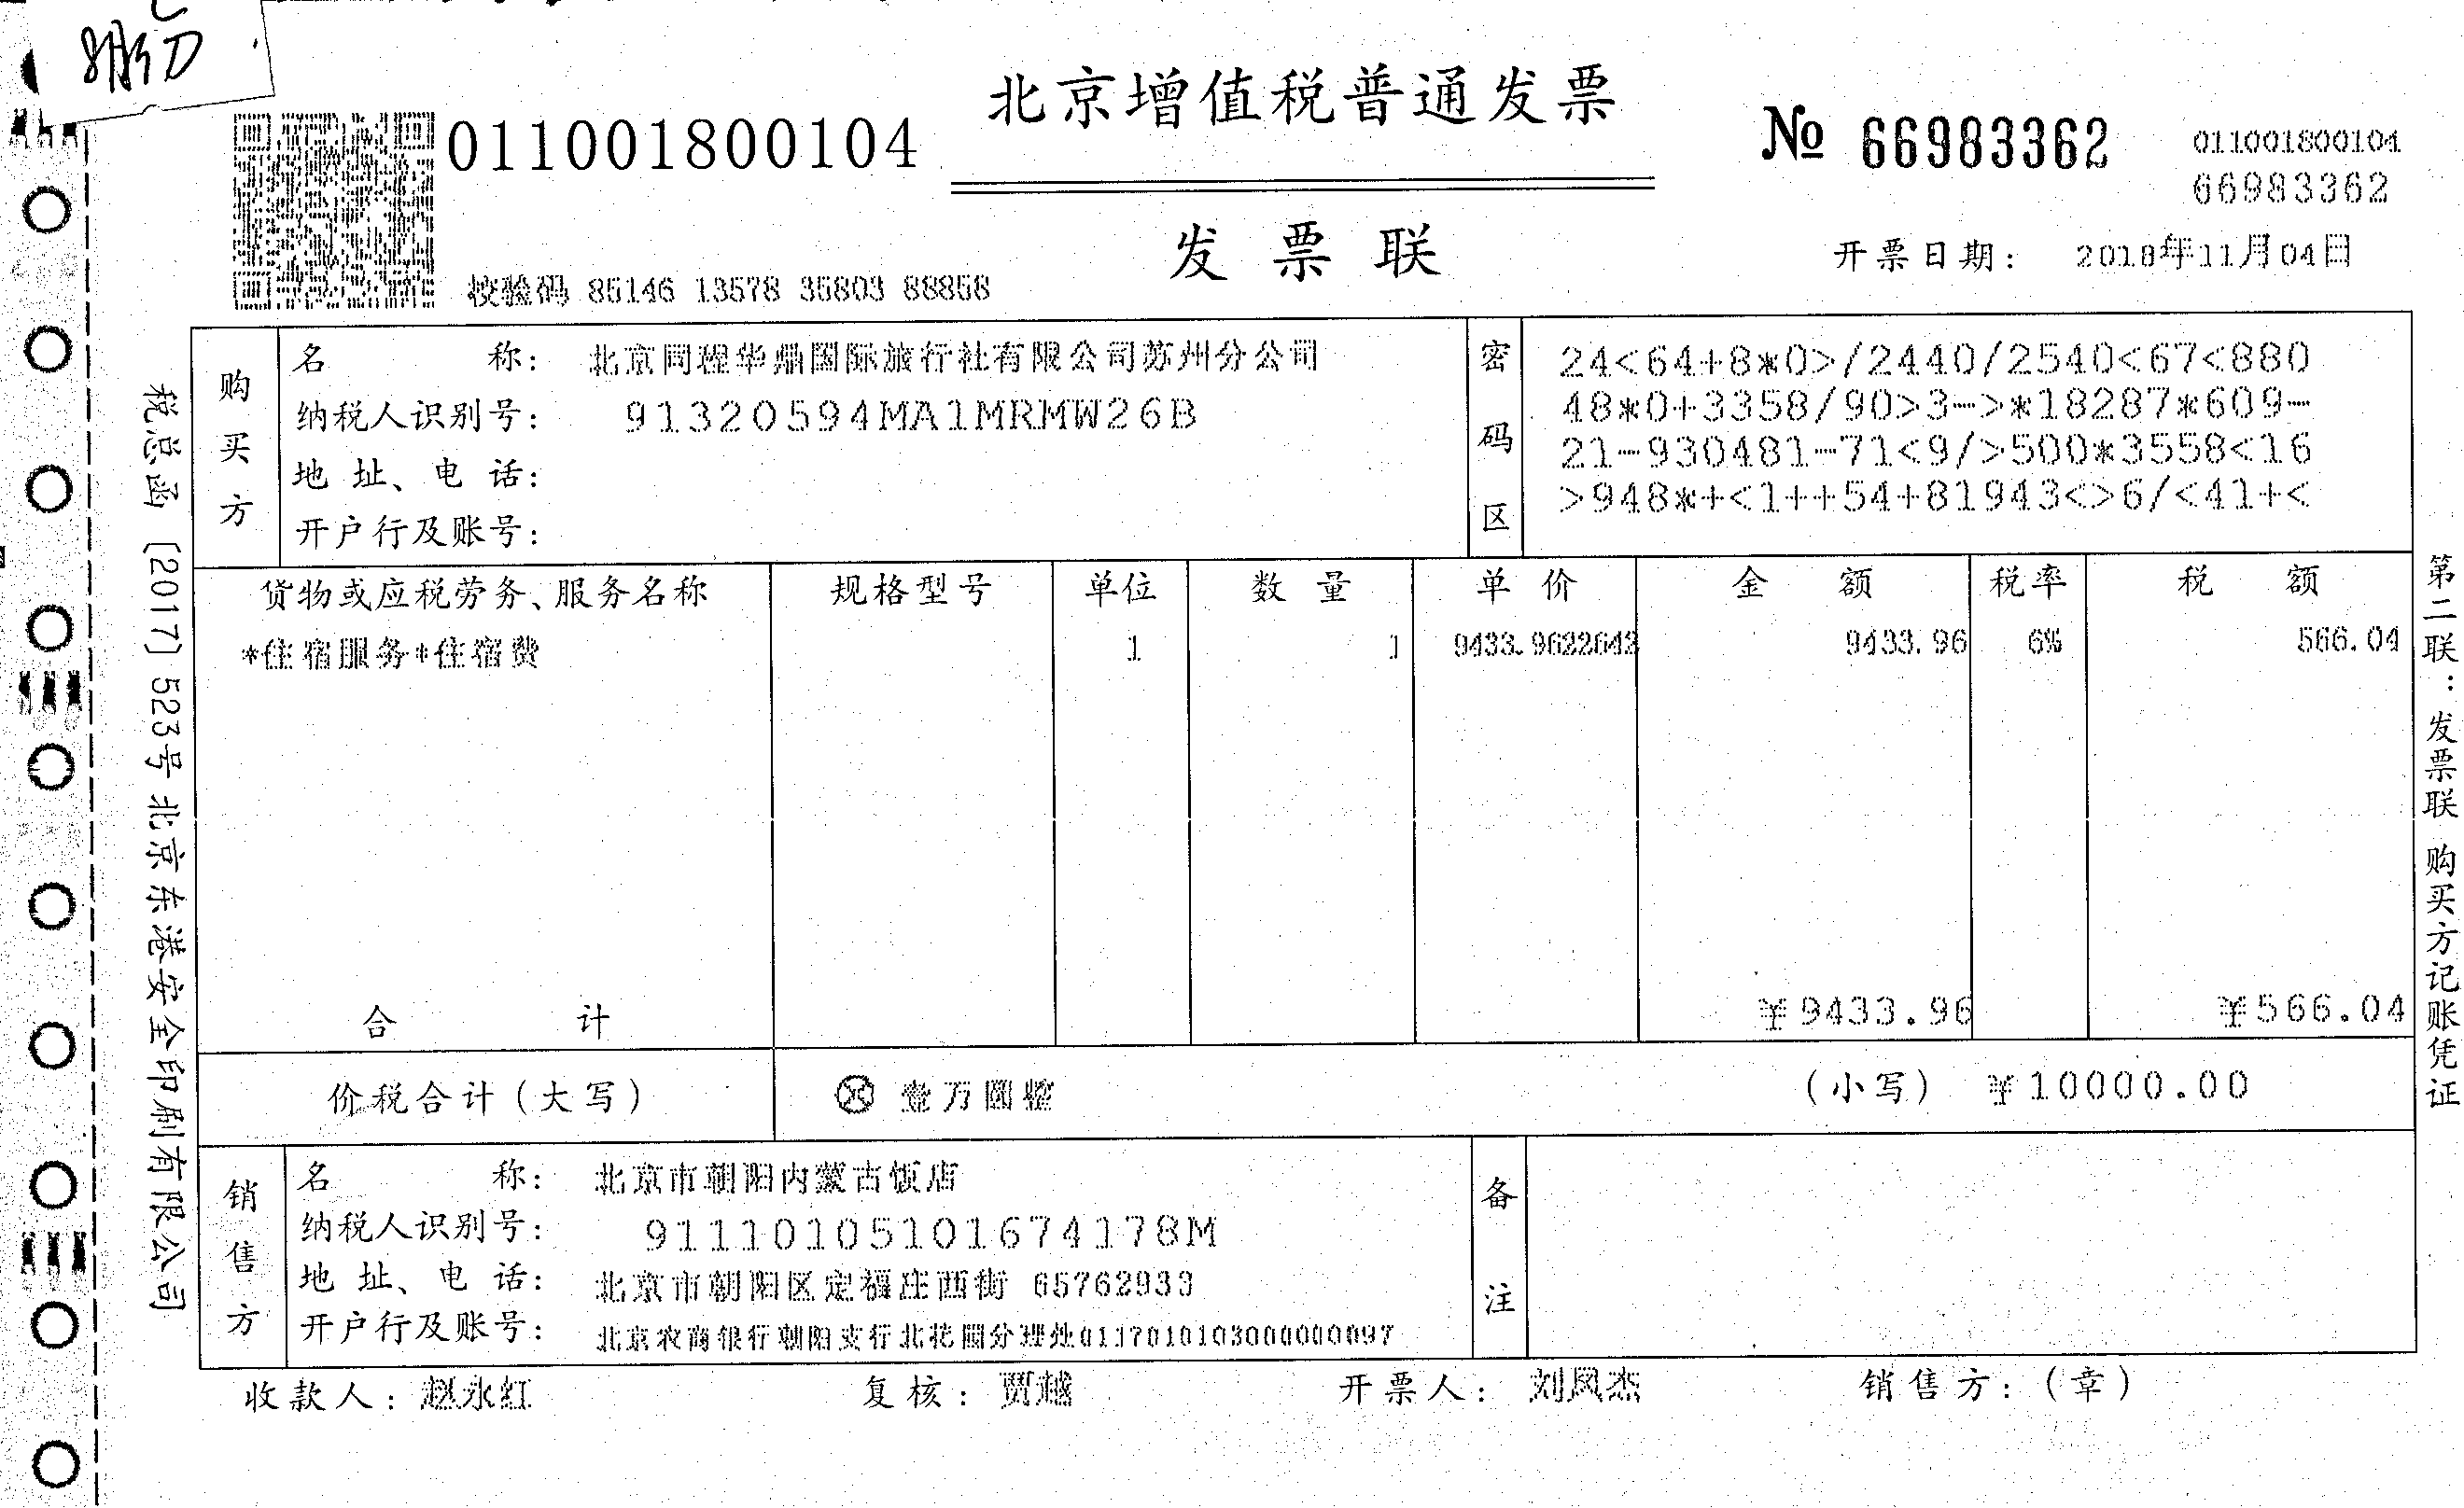 北京增值税普通发票
011001800104
№ 66983362
011001800104
66983362
发票联
开票日期: 2018年11月04日
校验码 85146 13578 35803 88858
购买方
名称: 北京同程华鼎国际旅行社有限公司苏州分公司
纳税人识别号: 91320594MA1MRMW26B
地址、电话:
开户行及账号:
密码区
24<64+8*0>/2440/2540<67<880
48*0+3358/90>3->*18287*609-
21-930481-71<9/>500*3558<16
>948*+<1++54+81943<>6/<41+<
货物或应税劳务、服务名称 规格型号 单位 数量 单价 金额 税率 税额
*住宿服务*住宿费 1 1 9433.9622642 9433.96 6% 566.04
合计 ¥9433.96 ¥566.04
价税合计(大写) ⊗ 壹万圆整 (小写) ¥10000.00
销售方
名称: 北京市朝阳内蒙古饭店
纳税人识别号: 91110105101674178M
地址、电话: 北京市朝阳区定福庄西街 65762933
开户行及账号: 北京农商银行朝阳支行北花园分理处0117010103000000097
备注
收款人: 赵永红 复核: 贾越 开票人: 刘凤杰 销售方:(章)
税总函〔2017〕523号北京东港安全印刷有限公司
第二联:发票联 购买方记账凭证